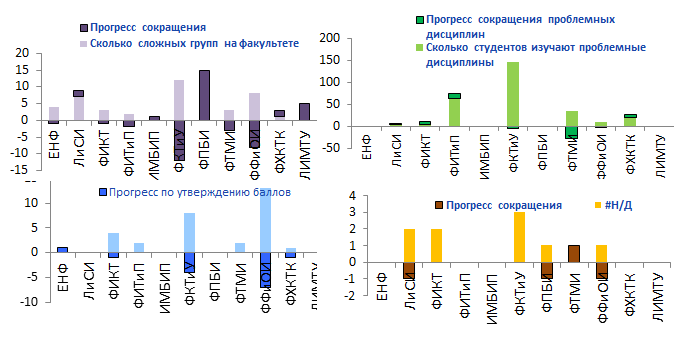 Прогресс сокращения
Сколько сложных групп на факультете
20
15
10
5
0
-5
-10
-15
ЕНФ
ЛиСИ
ФИКТ
ФИТиП
ИМБИП
ФКТиУ
ФПБИ
ФТМИ
ФФиОИ
ФХКТК
ЛИМТУ
Прогресс сокращения проблемных
дисциплин
Сколько студентов изучают проблемные
дисциплины
200
150
100
50
0
-50
ЕНФ
ЛиСИ
ФИКТ
ФИТиП
ИМБИП
ФКТиУ
ФПБИ
ФТМИ
ФФиОИ
ФХКТК
ЛИМТУ
Прогресс по утверждению баллов
10
5
0
-5
-10
ЕНФ
ЛиСИ
ФИКТ
ФИТиП
ИМБИП
ФКТиУ
ФПБИ
ФТМИ
ФФиОИ
ФХКТК
ЛИМТУ
Прогресс сокращения
#Н/Д
4
3
2
1
0
-1
-2
ЕНФ
ЛиСИ
ФИКТ
ФИТиП
ИМБИП
ФКТиУ
ФПБИ
ФТМИ
ФФиОИ
ФХКТК
ЛИМТУ